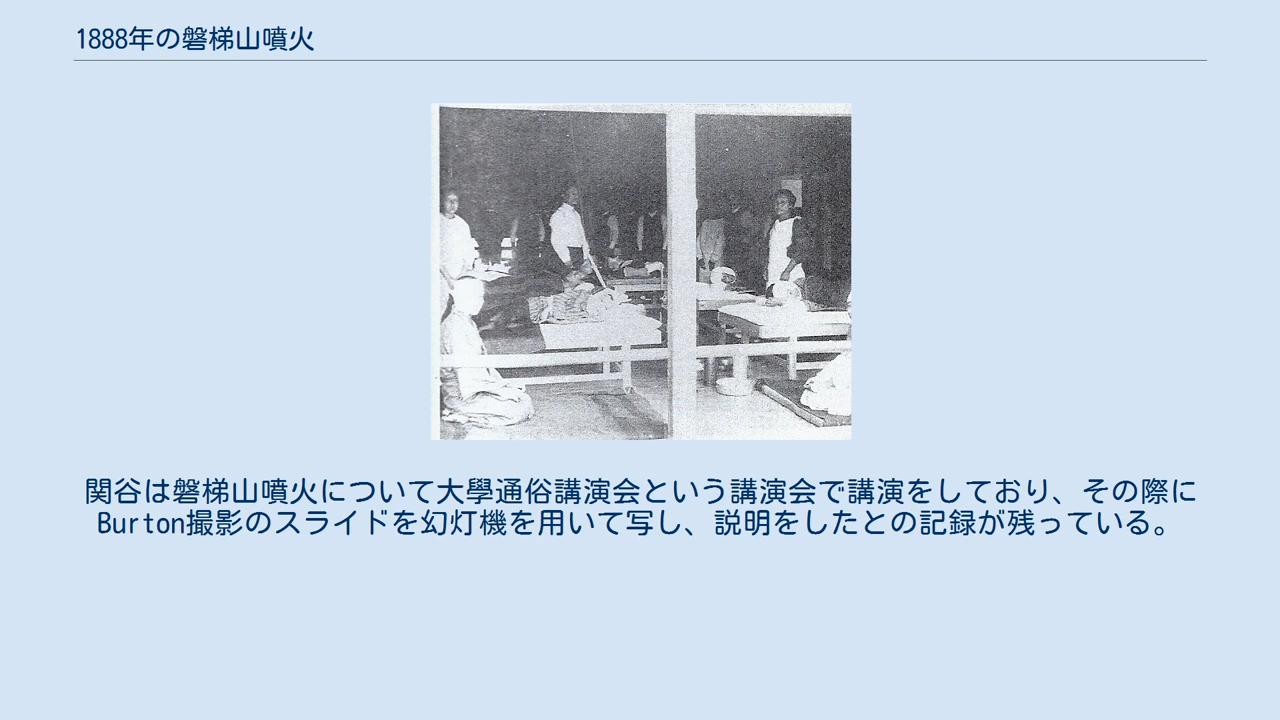 1888年の磐梯山噴火
関谷は磐梯山噴火について大學通俗講演会という講演会で講演をしており、その際に
Burton撮影のスライドを幻灯機を用いて写し、説明をしたとの記録が残っている。